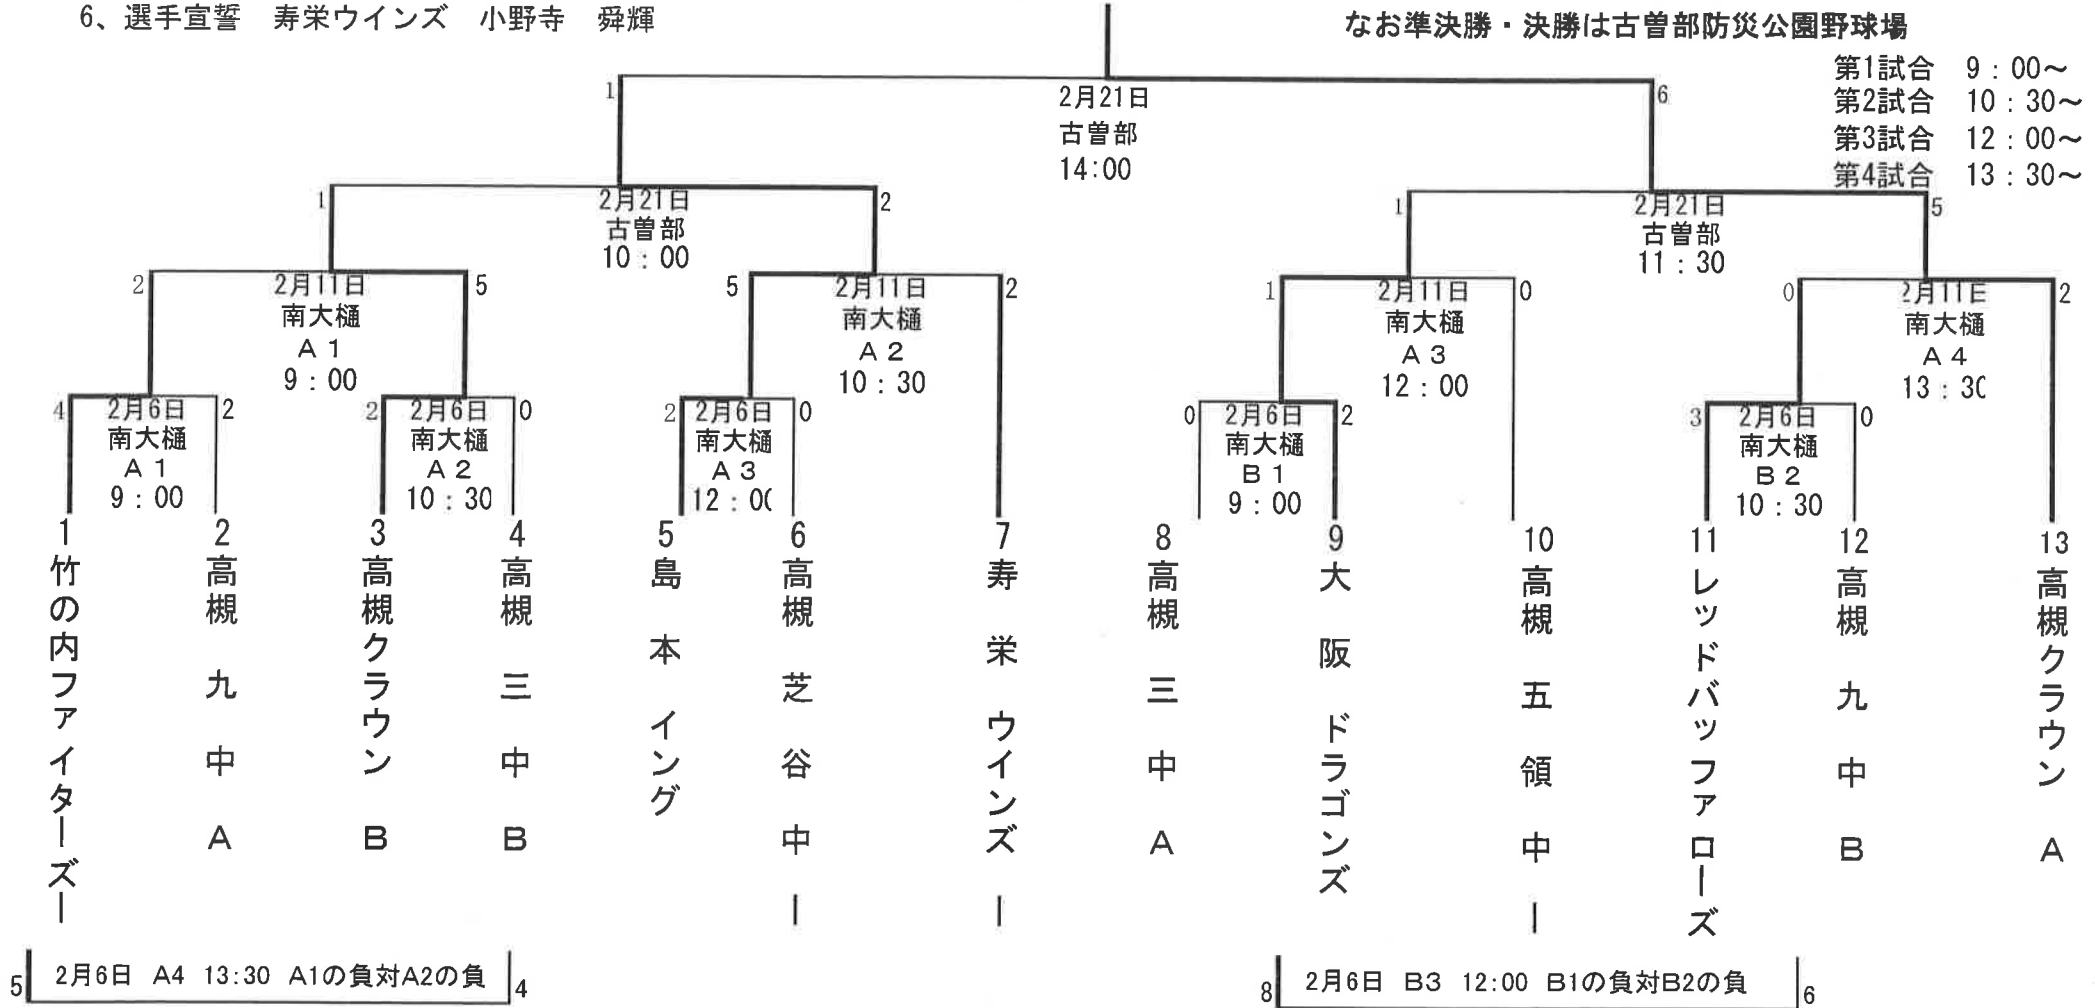 6、選手宣誓　寿栄ウインズ　小野寺　舜輝
なお準決勝・決勝は古曽部防災公園野球場
第1試合　9：00～
第2試合　10：30～
第3試合　12：00～
第4試合　13：30～
1
6
2月21日
古曽部
14:00
1
2
2月21日
古曽部
10：00
1
5
2月21日
古曽部
11：30
2
5
2月11日
南大樋
A 1
9：00
5
2
2月11日
南大樋
A 2
10：30
1
0
2月11日
南大樋
A 3
12：00
0
2
2月11日
南大樋
A 4
13：30
4
2
2月6日
南大樋
A 1
9：00
2
0
2月6日
南大樋
A 2
10：30
2
0
2月6日
南大樋
A 3
12：00
0
2
2月6日
南大樋
B 1
9：00
3
0
2月6日
南大樋
B 2
10：30
1 竹の内ファイターズー
2 高槻九中A
3 高槻クラウンB
4 高槻三中B
5 島本イング
6 高槻芝谷中ー
7 寿栄ウインズー
8 高槻三中A
9 大阪ドラゴンズ
10 高槻五領中ー
11 レッドバッファローズ
12 高槻九中B
13 高槻クラウンA
5 2月6日 A4 13:30 A1の負対A2の負 4
8 2月6日 B3 12:00 B1の負対B2の負 6